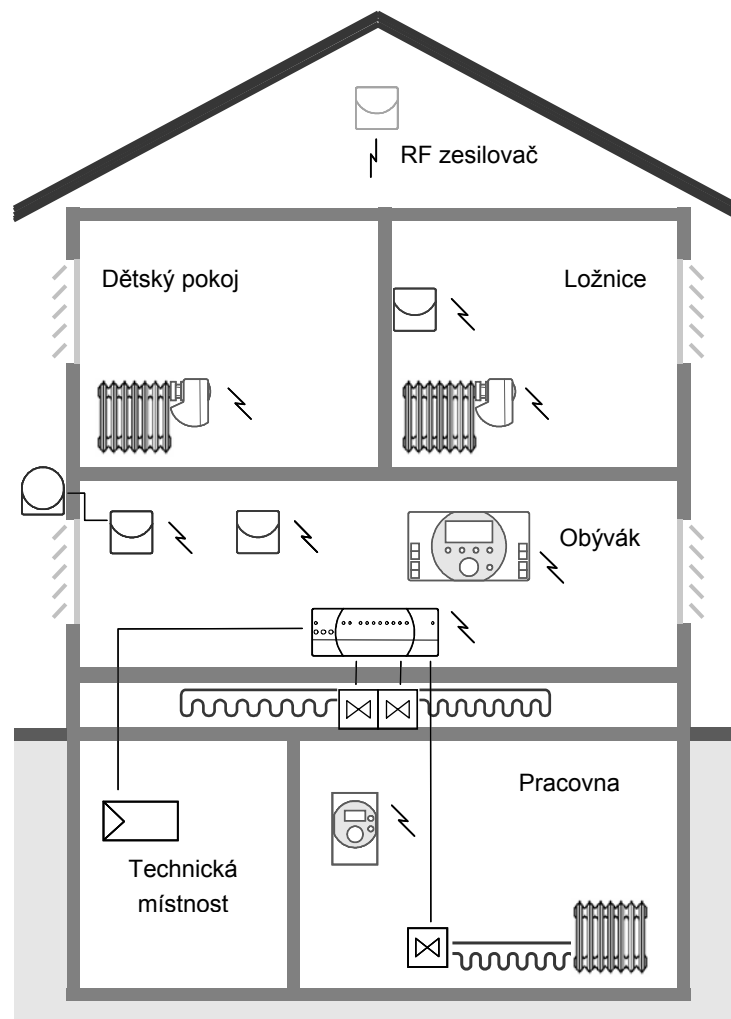 RF zesilovač
Dětský pokoj
Ložnice
Obývák
Pracovna
Technická
místnost